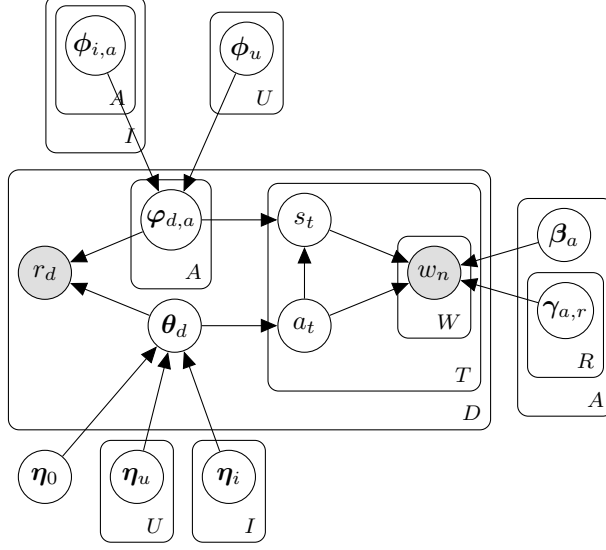 ϕ_{i,a}
ϕ_u
A
U
I
φ_{d,a}
s_t
β_a
r_d
w_n
A
γ_{a,r}
θ_d
a_t
W
R
T
A
D
η_0
η_u
η_i
U
I